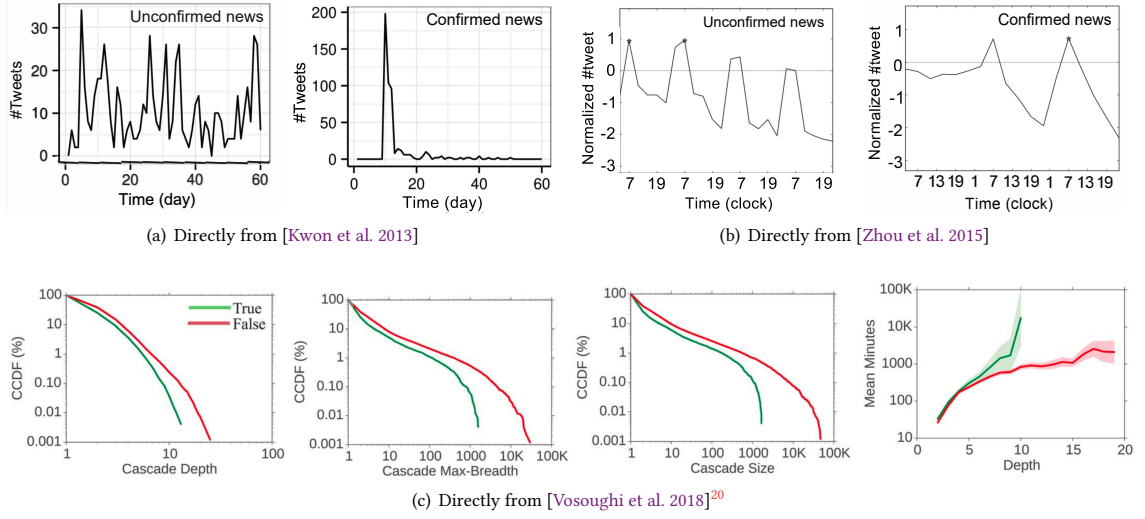 Unconfirmed news
#Tweets
30
20
10
0
0 20 40 60
Time (day)
Confirmed news
#Tweets
200
150
100
50
0
0 20 40 60
Time (day)
(a) Directly from [Kwon et al. 2013]
Unconfirmed news
Normalized #tweet
1
0
-1
-2
-3
7 19 7 19 7 19 7 19
Time (clock)
Confirmed news
Normalized #tweet
1
0
-1
-2
-3
7 13 19 1 7 13 19 1 7 13 19
Time (clock)
(b) Directly from [Zhou et al. 2015]
True
False
CCDF (%)
100
10
1
0.10
0.01
0.001
1 10 100
Cascade Depth
CCDF (%)
100
10
1
0.10
0.01
0.001
1 10 100 1000 10K 100K
Cascade Max-Breadth
CCDF (%)
100
10
1
0.10
0.01
0.001
1 10 100 1000 10K 100K
Cascade Size
Mean Minutes
100K
10K
1000
100
10
0 5 10 15 20
Depth
(c) Directly from [Vosoughi et al. 2018]20